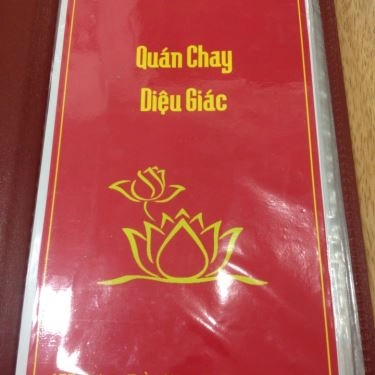 Quán Chay
Diệu Giác